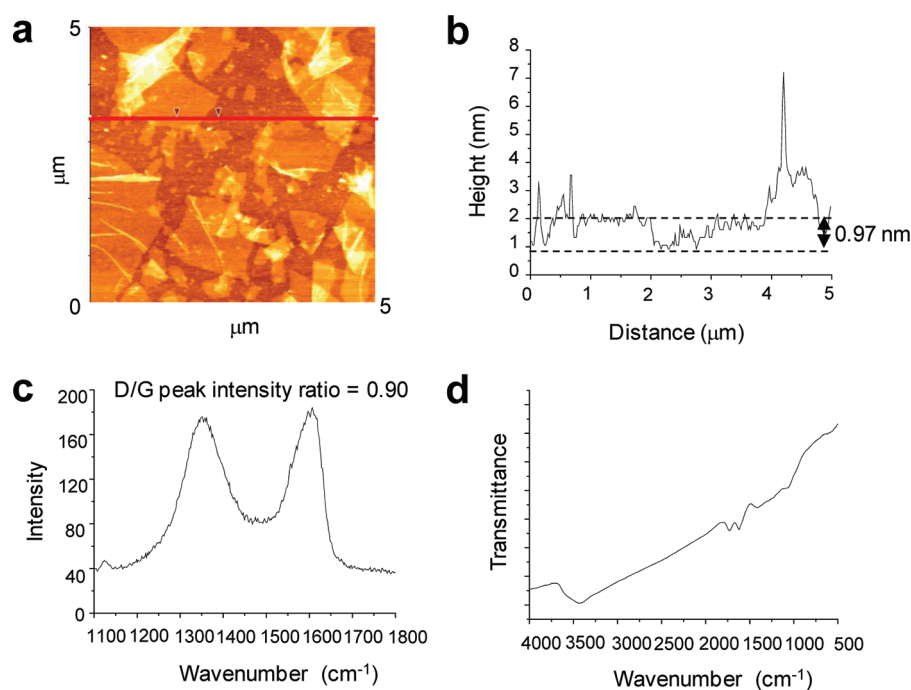 a
5
μm
0
5
μm
b
8
7
6
5
4
3
2
1
0
Height (nm)
0.97 nm
0 1 2 3 4 5
Distance (μm)
c
D/G peak intensity ratio = 0.90
200
160
120
80
40
0
Intensity
1100 1200 1300 1400 1500 1600 1700 1800
Wavenumber (cm⁻¹)
d
Transmittance
4000 3500 3000 2500 2000 1500 1000 500
Wavenumber (cm⁻¹)